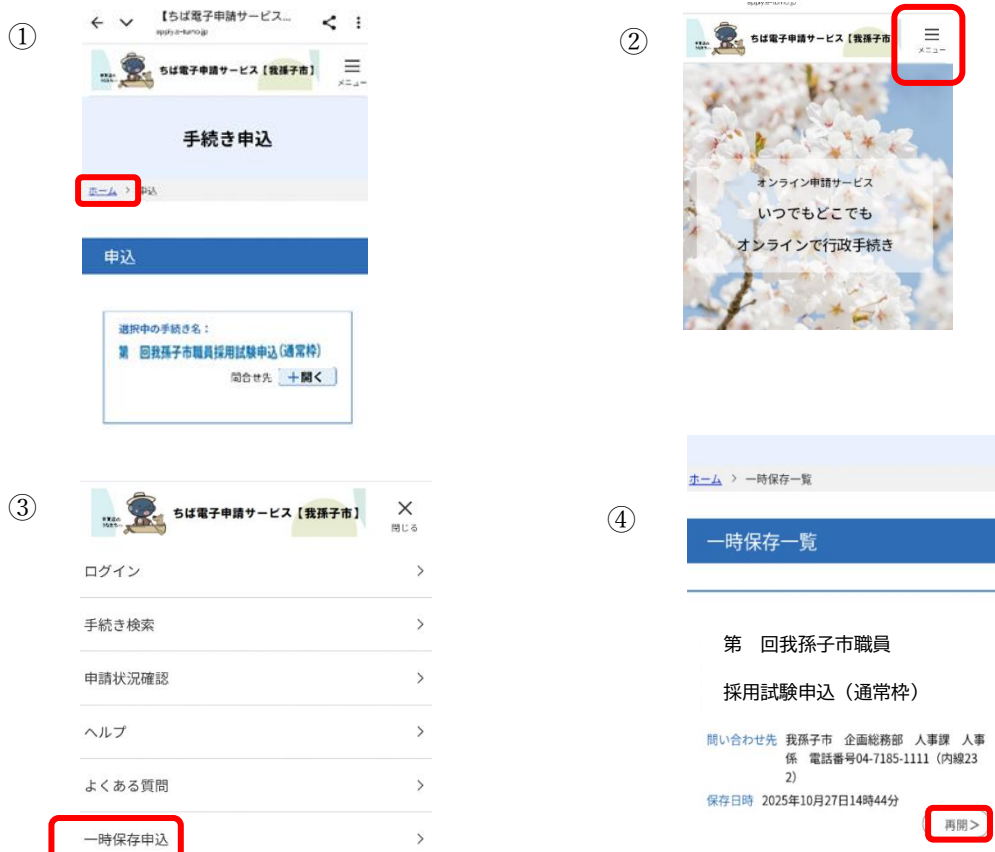 ①
【ちば電子申請サービス...
ちば電子申請サービス【我孫子市】
メニュー
手続き申込
ホーム > 申込
申込
選択中の手続き名：
第　回我孫子市職員採用試験申込(通常枠)
問合せ先 ＋開く
②
ちば電子申請サービス【我孫子市
メニュー
オンライン申請サービス
いつでもどこでも
オンラインで行政手続き
③
ちば電子申請サービス【我孫子市】
閉じる
ログイン
手続き検索
申請状況確認
ヘルプ
よくある質問
一時保存申込
④
ホーム > 一時保存一覧
一時保存一覧
第　回我孫子市職員
採用試験申込（通常枠）
問い合わせ先 我孫子市　企画総務部　人事課　人事
係　電話番号04-7185-1111（内線23
2）
保存日時 2025年10月27日14時44分
再開＞